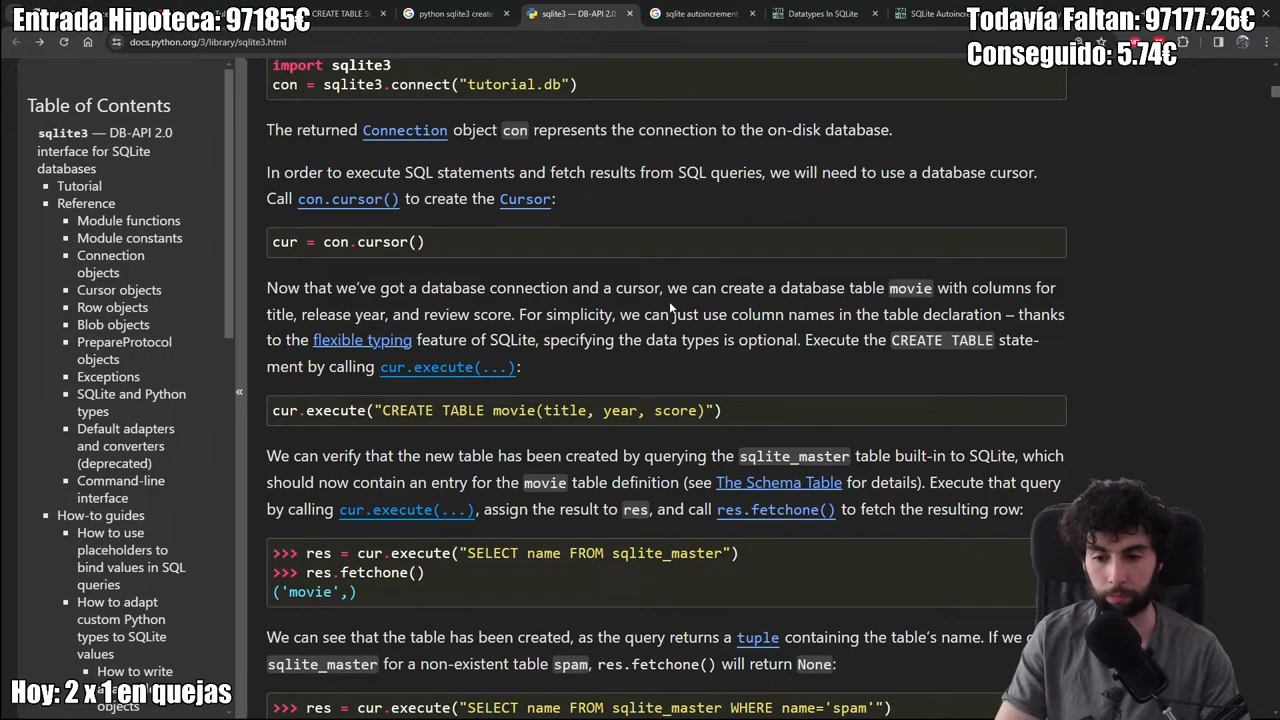 Entrada Hipoteca: 97185€
Todavía Faltan: 97177.26€
Conseguido: 5.74€
CREATE TABLE S
python sqlite3 create
sqlite3 — DB-API 2.0
sqlite autoincrement
Datatypes In SQLite
SQLite Autoincre
docs.python.org/3/library/sqlite3.html
Table of Contents
sqlite3 — DB-API 2.0
interface for SQLite
databases
Tutorial
Reference
Module functions
Module constants
Connection
objects
Cursor objects
Row objects
Blob objects
PrepareProtocol
objects
Exceptions
SQLite and Python
types
Default adapters
and converters
(deprecated)
Command-line
interface
How-to guides
How to use
placeholders to
bind values in SQL
queries
How to adapt
custom Python
types to SQLite
values
How to write
objects
«
import sqlite3
con = sqlite3.connect("tutorial.db")
The returned Connection object con represents the connection to the on-disk database.
In order to execute SQL statements and fetch results from SQL queries, we will need to use a database cursor.
Call con.cursor() to create the Cursor:
cur = con.cursor()
Now that we’ve got a database connection and a cursor, we can create a database table movie with columns for
title, release year, and review score. For simplicity, we can just use column names in the table declaration – thanks
to the flexible typing feature of SQLite, specifying the data types is optional. Execute the CREATE TABLE state-
ment by calling cur.execute(...):
cur.execute("CREATE TABLE movie(title, year, score)")
We can verify that the new table has been created by querying the sqlite_master table built-in to SQLite, which
should now contain an entry for the movie table definition (see The Schema Table for details). Execute that query
by calling cur.execute(...), assign the result to res, and call res.fetchone() to fetch the resulting row:
>>> res = cur.execute("SELECT name FROM sqlite_master")
>>> res.fetchone()
('movie',)
We can see that the table has been created, as the query returns a tuple containing the table’s name. If we
sqlite_master for a non-existent table spam, res.fetchone() will return None:
>>> res = cur.execute("SELECT name FROM sqlite_master WHERE name='spam'")
Hoy: 2 x 1 en quejas